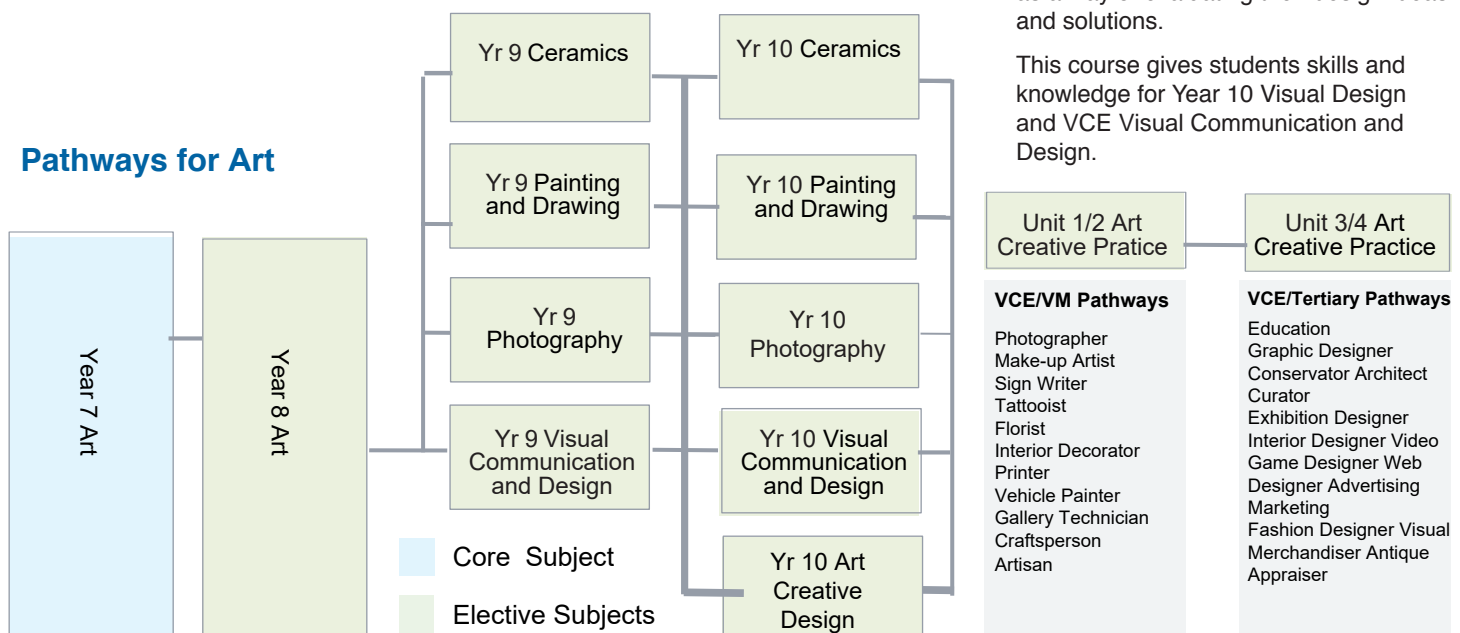 and solutions.
This course gives students skills and
knowledge for Year 10 Visual Design
and VCE Visual Communication and
Design.
Pathways for Art
Year 7 Art
Year 8 Art
Yr 9 Ceramics
Yr 9 Painting
and Drawing
Yr 9
Photography
Yr 9 Visual
Communication
and Design
Yr 10 Ceramics
Yr 10 Painting
and Drawing
Yr 10
Photography
Yr 10 Visual
Communication
and Design
Yr 10 Art
Creative
Design
Core Subject
Elective Subjects
Unit 1/2 Art
Creative Pratice
Unit 3/4 Art
Creative Practice
VCE/VM Pathways
Photographer
Make-up Artist
Sign Writer
Tattooist
Florist
Interior Decorator
Printer
Vehicle Painter
Gallery Technician
Craftsperson
Artisan
VCE/Tertiary Pathways
Education
Graphic Designer
Conservator Architect
Curator
Exhibition Designer
Interior Designer Video
Game Designer Web
Designer Advertising
Marketing
Fashion Designer Visual
Merchandiser Antique
Appraiser